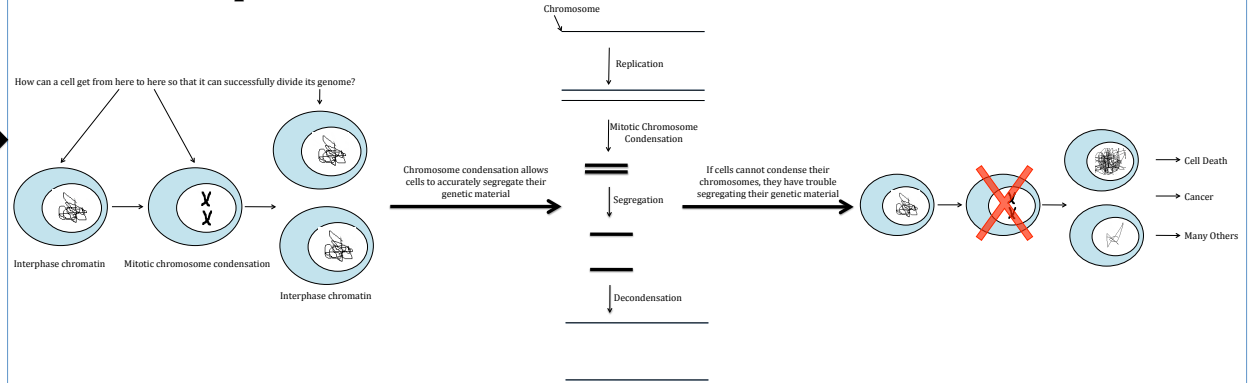 Chromosome
Replication
How can a cell get from here to here so that it can successfully divide its genome?
Mitotic Chromosome
Condensation
Chromosome condensation allows
cells to accurately segregate their
genetic material
If cells cannot condense their
chromosomes, they have trouble
segregating their genetic material
Cell Death
Segregation
Cancer
Many Others
Interphase chromatin
Mitotic chromosome condensation
Interphase chromatin
Decondensation